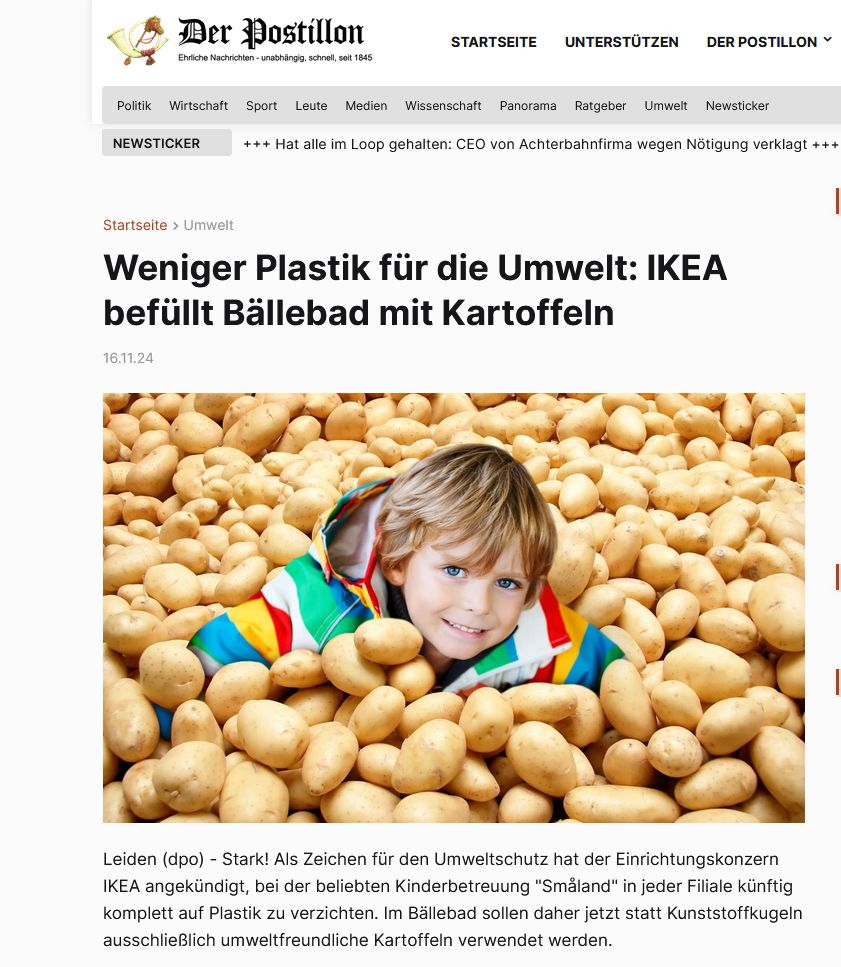 Der Postillon
Ehrliche Nachrichten - unabhängig, schnell, seit 1845
STARTSEITE UNTERSTÜTZEN DER POSTILLON
Politik Wirtschaft Sport Leute Medien Wissenschaft Panorama Ratgeber Umwelt Newsticker
NEWSTICKER +++ Hat alle im Loop gehalten: CEO von Achterbahnfirma wegen Nötigung verklagt +++
Startseite > Umwelt
Weniger Plastik für die Umwelt: IKEA
befüllt Bällebad mit Kartoffeln
16.11.24
Leiden (dpo) - Stark! Als Zeichen für den Umweltschutz hat der Einrichtungskonzern
IKEA angekündigt, bei der beliebten Kinderbetreuung "Småland" in jeder Filiale künftig
komplett auf Plastik zu verzichten. Im Bällebad sollen daher jetzt statt Kunststoffkugeln
ausschließlich umweltfreundliche Kartoffeln verwendet werden.